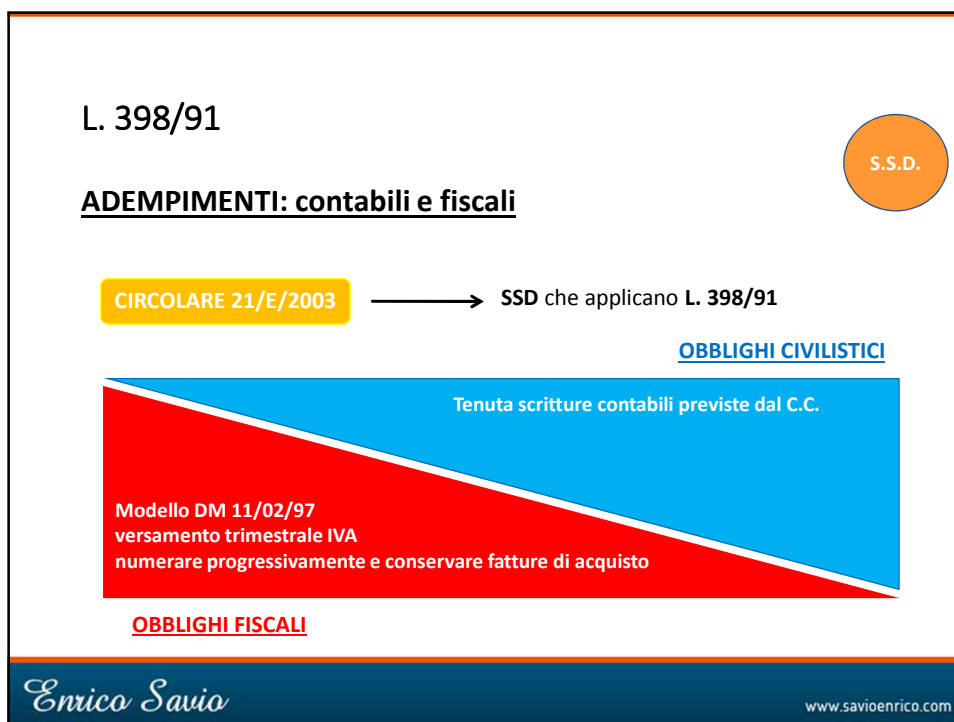 L. 398/91
S.S.D.
ADEMPIMENTI: contabili e fiscali
CIRCOLARE 21/E/2003
SSD che applicano L. 398/91
OBBLIGHI CIVILISTICI
Tenuta scritture contabili previste dal C.C.
Modello DM 11/02/97
versamento trimestrale IVA
numerare progressivamente e conservare fatture di acquisto
OBBLIGHI FISCALI
Enrico Savio
www.savioenrico.com